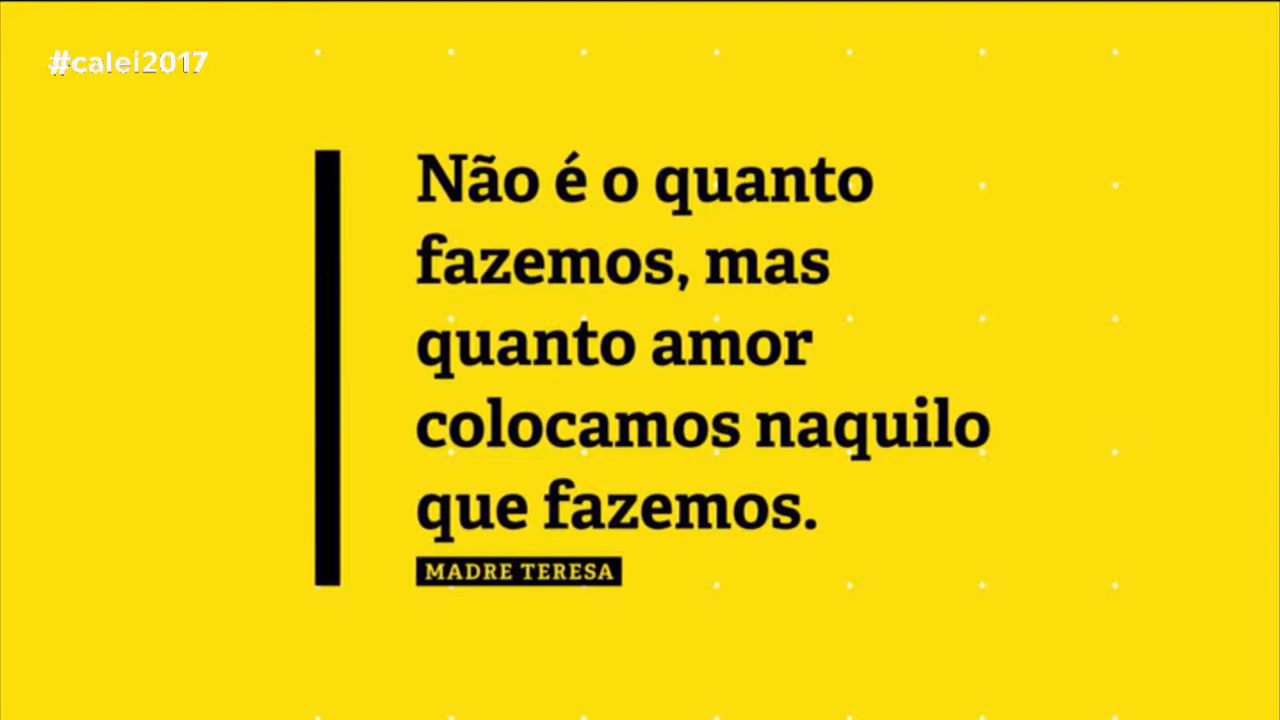 #calei2017
Não é o quanto
fazemos, mas
quanto amor
colocamos naquilo
que fazemos.
MADRE TERESA